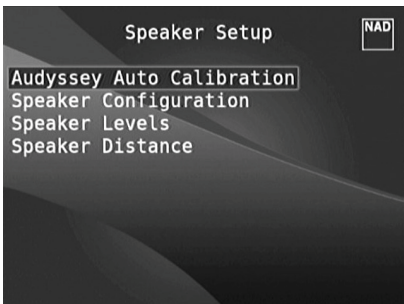 Speaker Setup
NAD
Audyssey Auto Calibration
Speaker Configuration
Speaker Levels
Speaker Distance